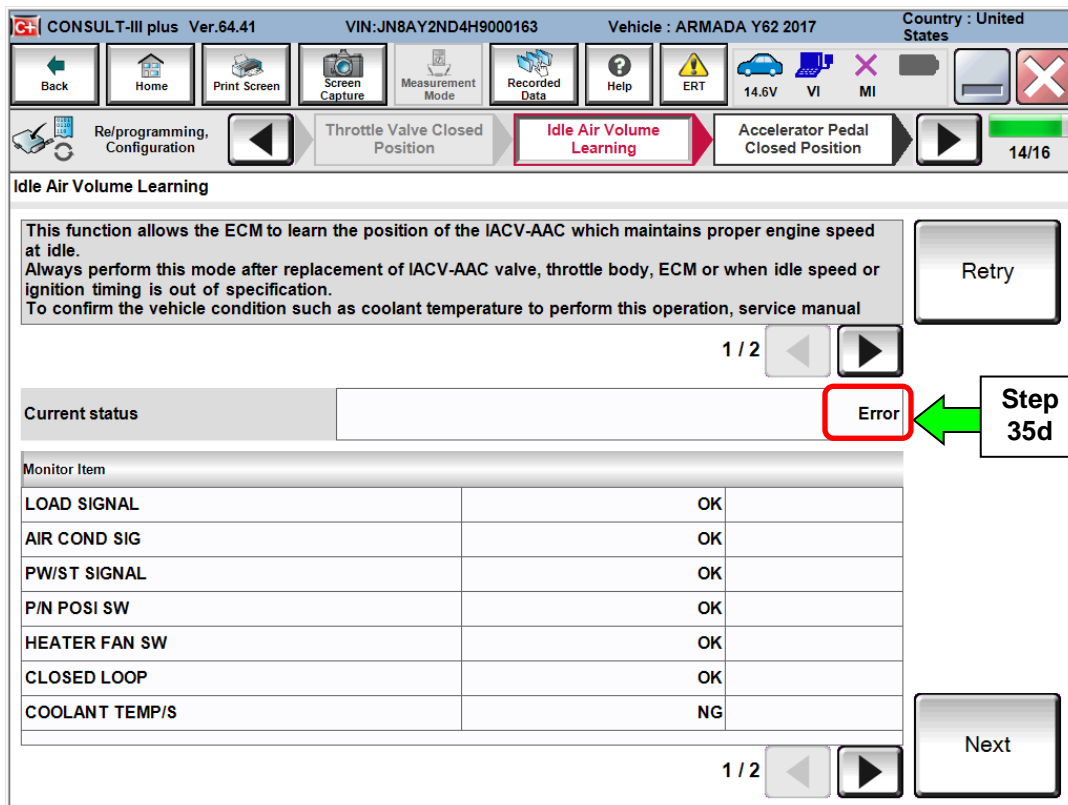 C+ CONSULT-III plus Ver.64.41
VIN:JN8AY2ND4H9000163
Vehicle : ARMADA Y62 2017
Country : United
States
Back
Home
Print Screen
Screen
Capture
Measurement
Mode
Recorded
Data
Help
ERT
14.6V
VI
MI
Re/programming,
Configuration
Throttle Valve Closed
Position
Idle Air Volume
Learning
Accelerator Pedal
Closed Position
14/16
Idle Air Volume Learning
This function allows the ECM to learn the position of the IACV-AAC which maintains proper engine speed
at idle.
Always perform this mode after replacement of IACV-AAC valve, throttle body, ECM or when idle speed or
ignition timing is out of specification.
To confirm the vehicle condition such as coolant temperature to perform this operation, service manual
Retry
1 / 2
Current status
Error
Step
35d
Monitor Item
LOAD SIGNAL OK
AIR COND SIG OK
PW/ST SIGNAL OK
P/N POSI SW OK
HEATER FAN SW OK
CLOSED LOOP OK
COOLANT TEMP/S NG
Next
1 / 2